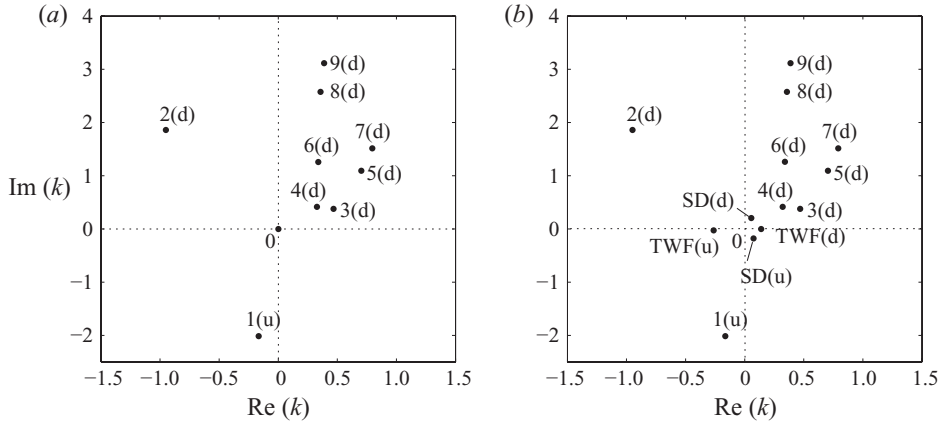 (a)
4
3
2
1
0
−1
−2
Im (k)
9(d)
8(d)
2(d)
7(d)
6(d)
5(d)
4(d)
3(d)
0
1(u)
−1.5 −1.0 −0.5 0 0.5 1.0 1.5
Re (k)
(b)
4
3
2
1
0
−1
−2
9(d)
8(d)
2(d)
7(d)
6(d)
5(d)
4(d)
SD(d)
3(d)
TWF(u) 0 TWF(d)
SD(u)
1(u)
−1.5 −1.0 −0.5 0 0.5 1.0 1.5
Re (k)